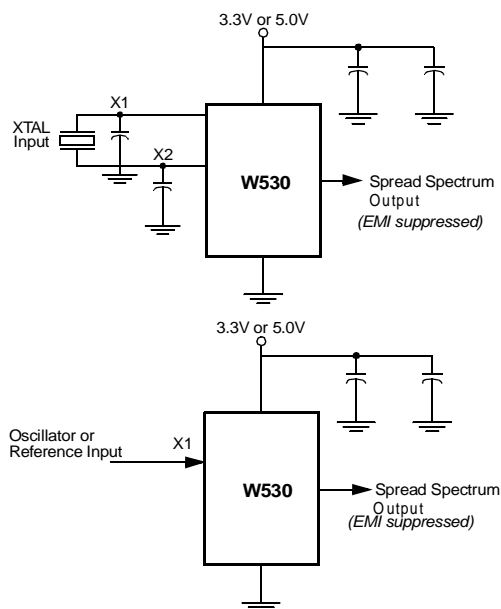 3.3V or 5.0V
X1
XTAL
Input
X2
W530
Spread Spectrum
Output
(EMI suppressed)
3.3V or 5.0V
Oscillator or
Reference Input
X1
W530
Spread Spectrum
Output
(EMI suppressed)